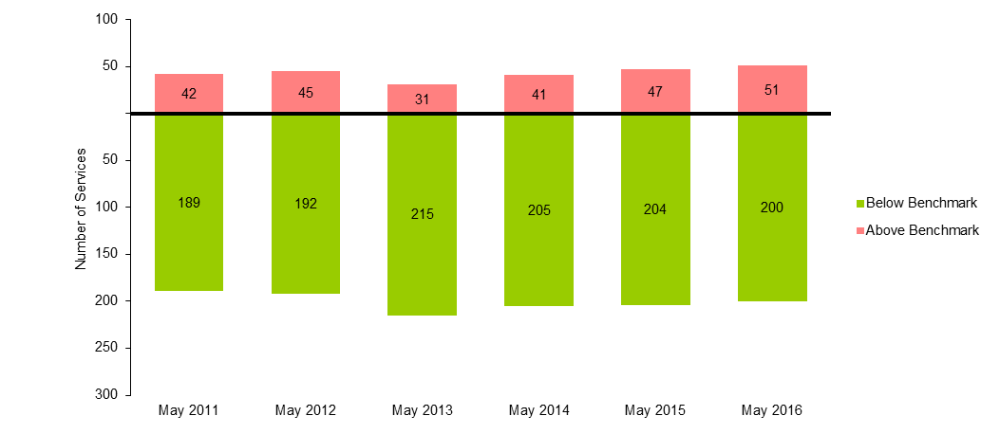 100
50
50
100
150
200
250
300
Number of Services
42
45
31
41
47
51
189
192
215
205
204
200
May 2011
May 2012
May 2013
May 2014
May 2015
May 2016
Below Benchmark
Above Benchmark